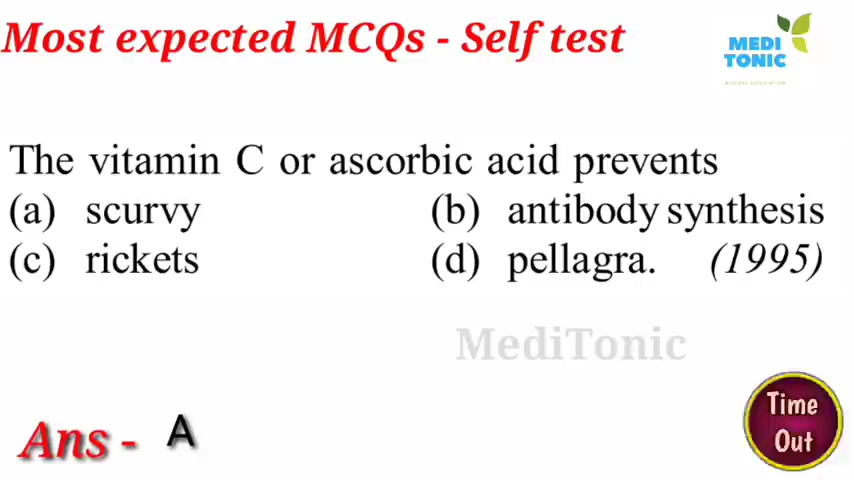 Most expected MCQs - Self test
MEDI
TONIC
The vitamin C or ascorbic acid prevents
(a) scurvy (b) antibody synthesis
(c) rickets (d) pellagra. (1995)
MediTonic
Ans - A
Time
Out